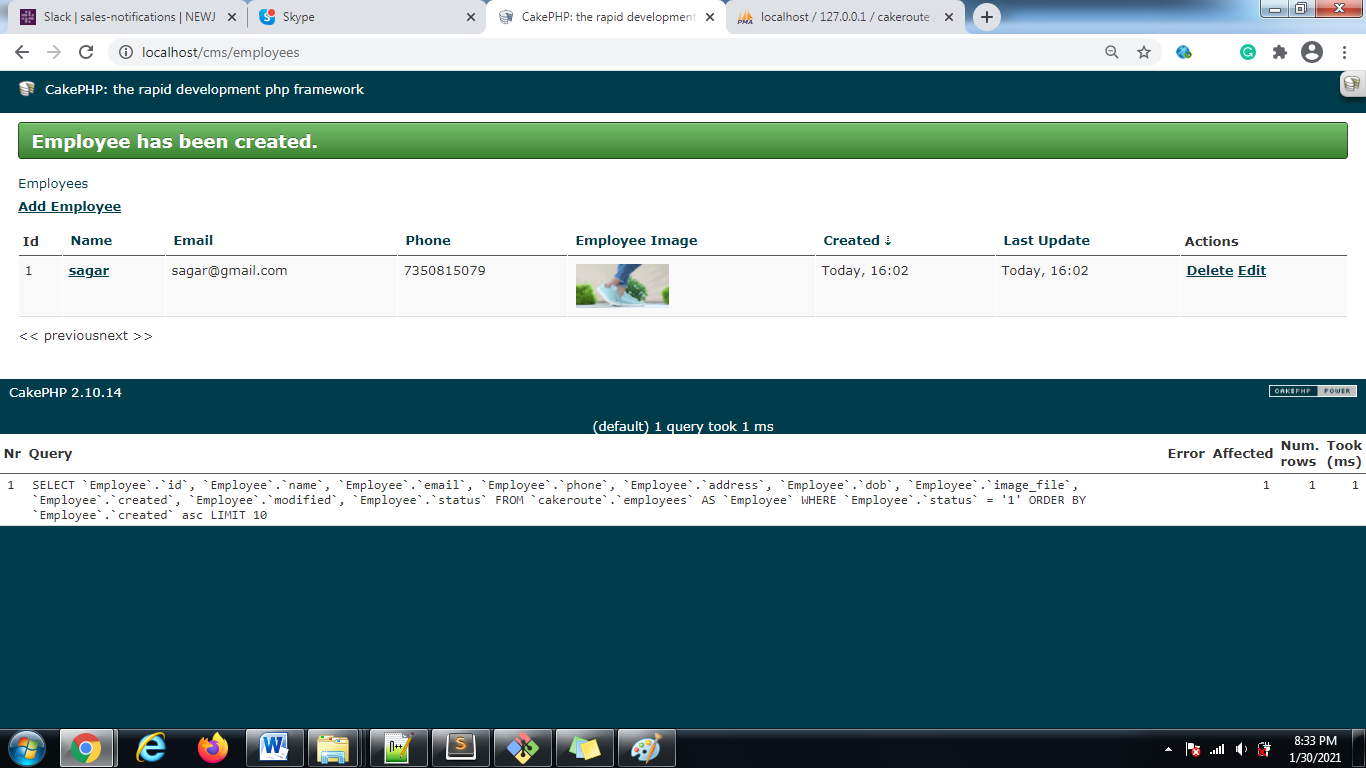 Slack | sales-notifications | NEWJ
Skype
CakePHP: the rapid development
localhost / 127.0.0.1 / cakeroute
localhost/cms/employees
CakePHP: the rapid development php framework
Employee has been created.
Employees
Add Employee
Id Name Email Phone Employee Image Created ↓ Last Update Actions
1 sagar sagar@gmail.com 7350815079 Today, 16:02 Today, 16:02 Delete Edit
<< previousnext >>
CakePHP 2.10.14
CAKEPHP POWER
(default) 1 query took 1 ms
Nr Query Error Affected Num. rows Took (ms)
1 SELECT `Employee`.`id`, `Employee`.`name`, `Employee`.`email`, `Employee`.`phone`, `Employee`.`address`, `Employee`.`dob`, `Employee`.`image_file`, 1 1 1
`Employee`.`created`, `Employee`.`modified`, `Employee`.`status` FROM `cakeroute`.`employees` AS `Employee` WHERE `Employee`.`status` = '1' ORDER BY
`Employee`.`created` asc LIMIT 10
8:33 PM
1/30/2021